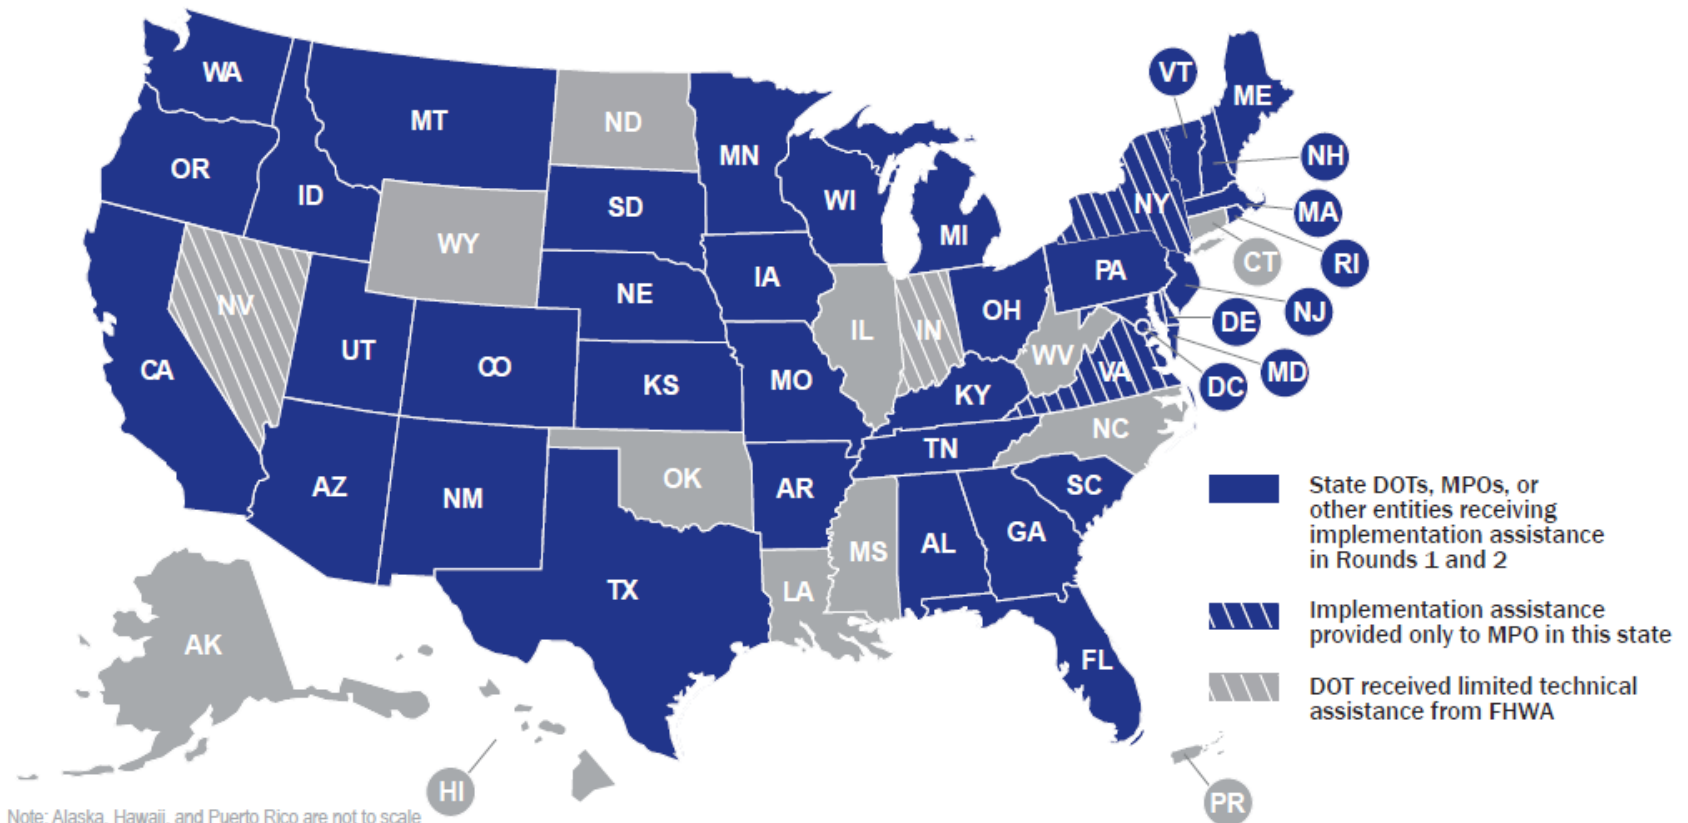 WA
MT
ND
MN
VT
ME
OR
ID
SD
WI
MI
NY
NH
MA
WY
CT
RI
NV
NE
IA
PA
NJ
CA
UT
CO
KS
MO
IL
IN
OH
WV
VA
DE
MD
DC
KY
NC
TN
AZ
NM
OK
AR
SC
MS
AL
GA
TX
LA
AK
FL
HI
PR
State DOTs, MPOs, or
other entities receiving
implementation assistance
in Rounds 1 and 2
Implementation assistance
provided only to MPO in this state
DOT received limited technical
assistance from FHWA
Note: Alaska, Hawaii, and Puerto Rico are not to scale